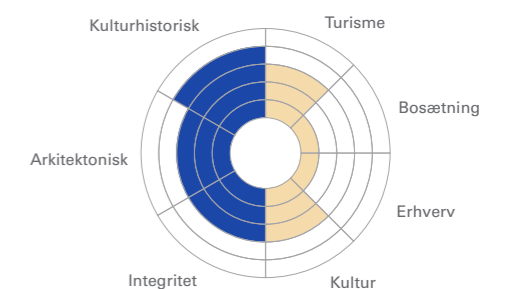 Kulturhistorisk
Turisme
Bosætning
Arkitektonisk
Erhverv
Integritet
Kultur